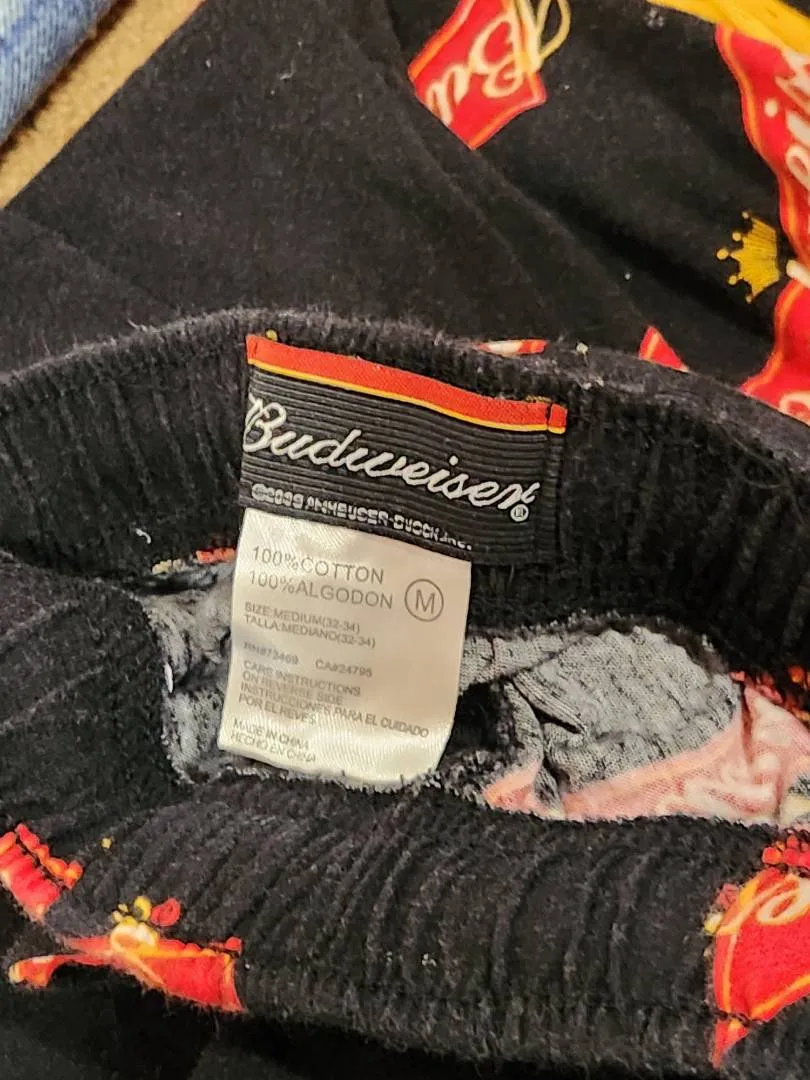 Bu
Budweiser®
ANHEUSER-BUSCH, INC.
100%COTTON
100%ALGODON
M
SIZE:MEDIUM(32-34)
TALLA:MEDIANO(32-34)
RN#73469 CA#24795
CARE INSTRUCTIONS
ON REVERSE SIDE
INSTRUCCIONES PARA EL CUIDADO
POR EL REVES
MADE IN CHINA
HECHO EN CHINA